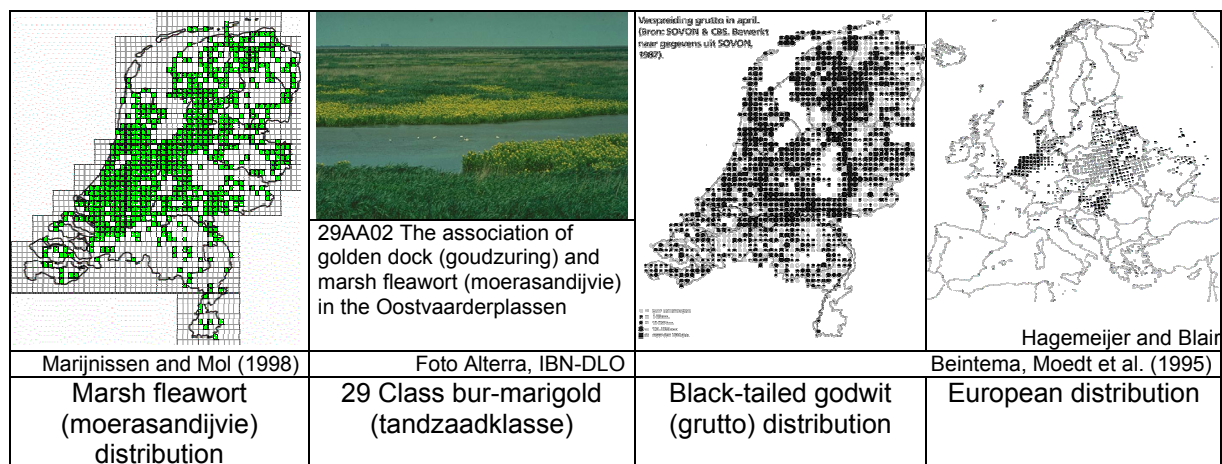 Verspreiding grutto in april.
(Bron: SOVON & CBS. Bewerkt
naar gegevens uit SOVON,
1987).
29AA02 The association of
golden dock (goudzuring) and
marsh fleawort (moerasandijvie)
in the Oostvaarderplassen
Hagemeijer and Blair
Marijnissen and Mol (1998)
Foto Alterra, IBN-DLO
Beintema, Moedt et al. (1995)
Marsh fleawort
(moerasandijvie)
distribution
29 Class bur-marigold
(tandzaadklasse)
Black-tailed godwit
(grutto) distribution
European distribution